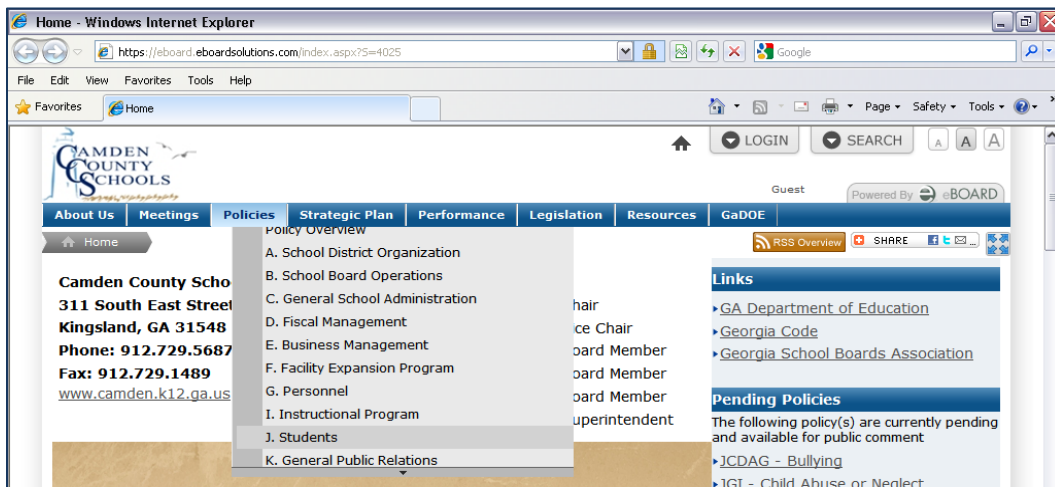 Home - Windows Internet Explorer
https://eboard.eboardsolutions.com/index.aspx?S=4025
Google
File Edit View Favorites Tools Help
Favorites Home Page Safety Tools
CAMDEN
COUNTY
SCHOOLS
LOGIN SEARCH A A A
Guest Powered By eBOARD
About Us Meetings Policies Strategic Plan Performance Legislation Resources GaDOE
Home
RSS Overview SHARE
Policy Overview
A. School District Organization
B. School Board Operations
C. General School Administration
D. Fiscal Management
E. Business Management
F. Facility Expansion Program
G. Personnel
I. Instructional Program
J. Students
K. General Public Relations
Camden County Scho
311 South East Street
Kingsland, GA 31548
Phone: 912.729.5687
Fax: 912.729.1489
www.camden.k12.ga.us
hair
ice Chair
oard Member
oard Member
oard Member
uperintendent
Links
GA Department of Education
Georgia Code
Georgia School Boards Association
Pending Policies
The following policy(s) are currently pending
and available for public comment
JCDAG - Bullying
JGI - Child Abuse or Neglect